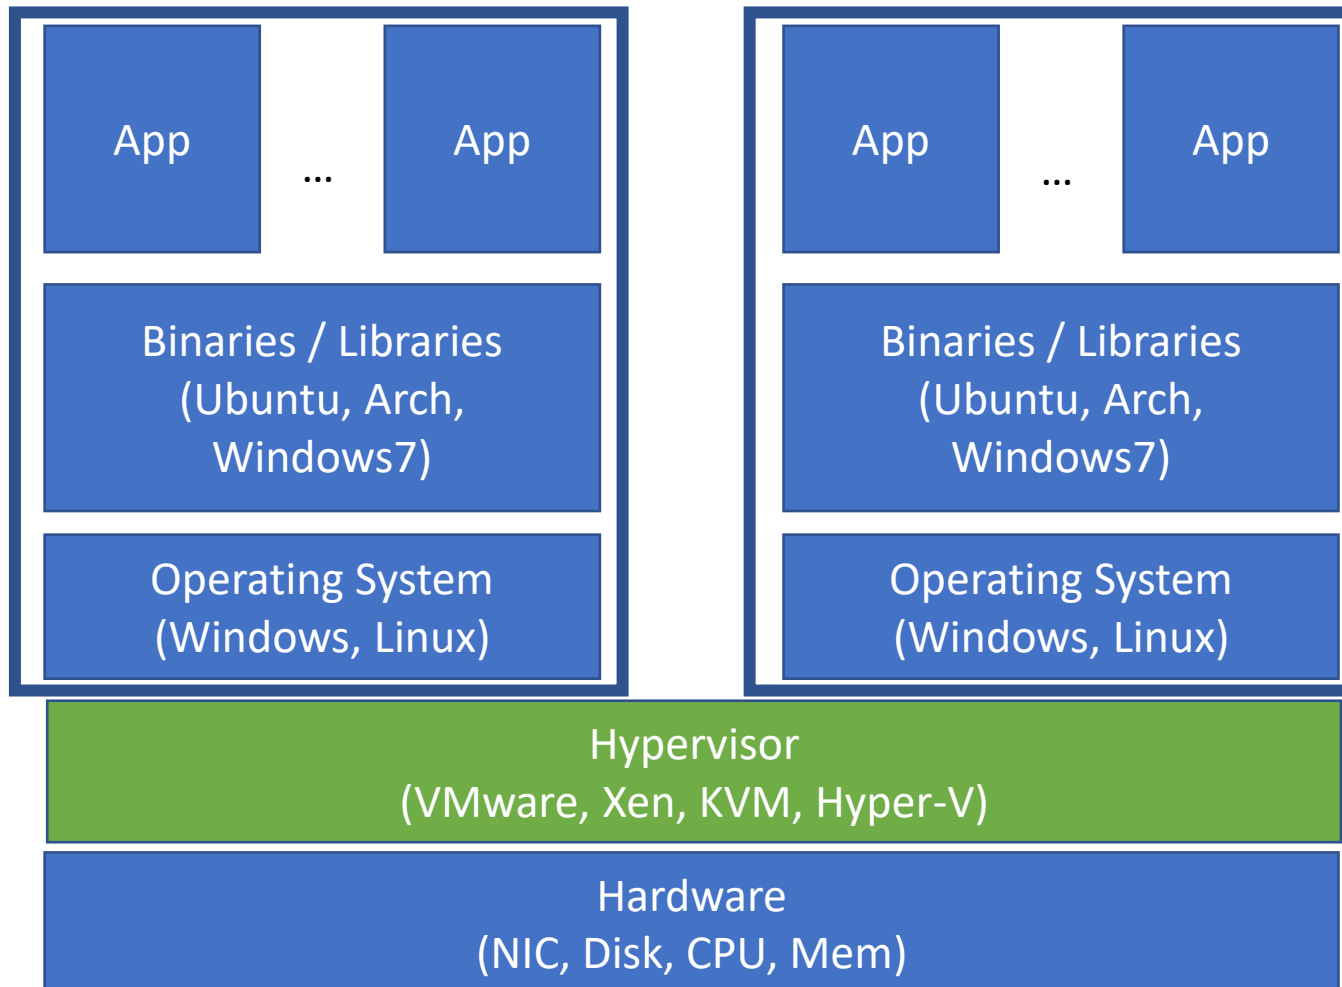 App
...
App
App
...
App
Binaries / Libraries
(Ubuntu, Arch,
Windows7)
Binaries / Libraries
(Ubuntu, Arch,
Windows7)
Operating System
(Windows, Linux)
Operating System
(Windows, Linux)
Hypervisor
(VMware, Xen, KVM, Hyper-V)
Hardware
(NIC, Disk, CPU, Mem)